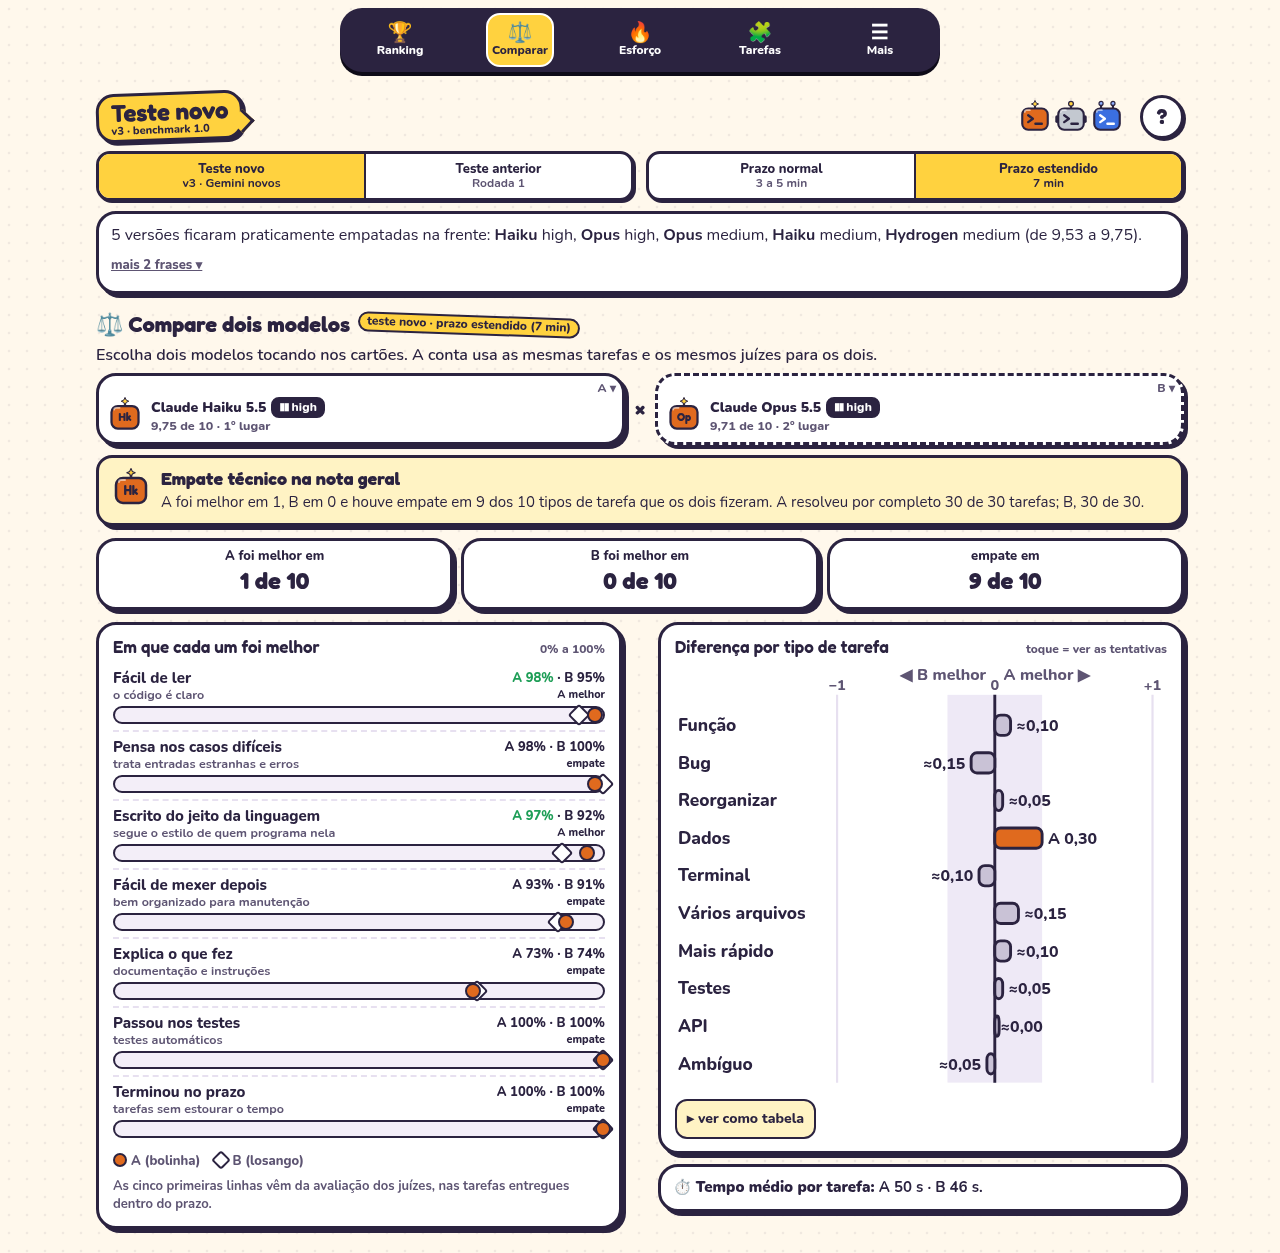 🏆 Ranking
⚖️ Comparar
🔥 Esforço
🧩 Tarefas
☰ Mais
Teste novo
v3 · benchmark 1.0
?
Teste novo
v3 · Gemini novos
Teste anterior
Rodada 1
Prazo normal
3 a 5 min
Prazo estendido
7 min
5 versões ficaram praticamente empatadas na frente: Haiku high, Opus high, Opus medium, Haiku medium, Hydrogen medium (de 9,53 a 9,75).
mais 2 frases ▾
⚖️ Compare dois modelos
teste novo · prazo estendido (7 min)
Escolha dois modelos tocando nos cartões. A conta usa as mesmas tarefas e os mesmos juízes para os dois.
A ▾
Hk
Claude Haiku 5.5 high
9,75 de 10 · 1º lugar
×
B ▾
Op
Claude Opus 5.5 high
9,71 de 10 · 2º lugar
Hk
Empate técnico na nota geral
A foi melhor em 1, B em 0 e houve empate em 9 dos 10 tipos de tarefa que os dois fizeram. A resolveu por completo 30 de 30 tarefas; B, 30 de 30.
A foi melhor em
1 de 10
B foi melhor em
0 de 10
empate em
9 de 10
Em que cada um foi melhor
0% a 100%
Fácil de ler
A 98% · B 95%
o código é claro
A melhor
Pensa nos casos difíceis
A 98% · B 100%
trata entradas estranhas e erros
empate
Escrito do jeito da linguagem
A 97% · B 92%
segue o estilo de quem programa nela
A melhor
Fácil de mexer depois
A 93% · B 91%
bem organizado para manutenção
empate
Explica o que fez
A 73% · B 74%
documentação e instruções
empate
Passou nos testes
A 100% · B 100%
testes automáticos
empate
Terminou no prazo
A 100% · B 100%
tarefas sem estourar o tempo
empate
A (bolinha)
B (losango)
As cinco primeiras linhas vêm da avaliação dos juízes, nas tarefas entregues
dentro do prazo.
Diferença por tipo de tarefa
toque = ver as tentativas
◀ B melhor
A melhor ▶
−1
0
+1
Função
≈0,10
Bug
≈0,15
Reorganizar
≈0,05
Dados
A 0,30
Terminal
≈0,10
Vários arquivos
≈0,15
Mais rápido
≈0,10
Testes
≈0,05
API
≈0,00
Ambíguo
≈0,05
▸ ver como tabela
⏱️ Tempo médio por tarefa: A 50 s · B 46 s.